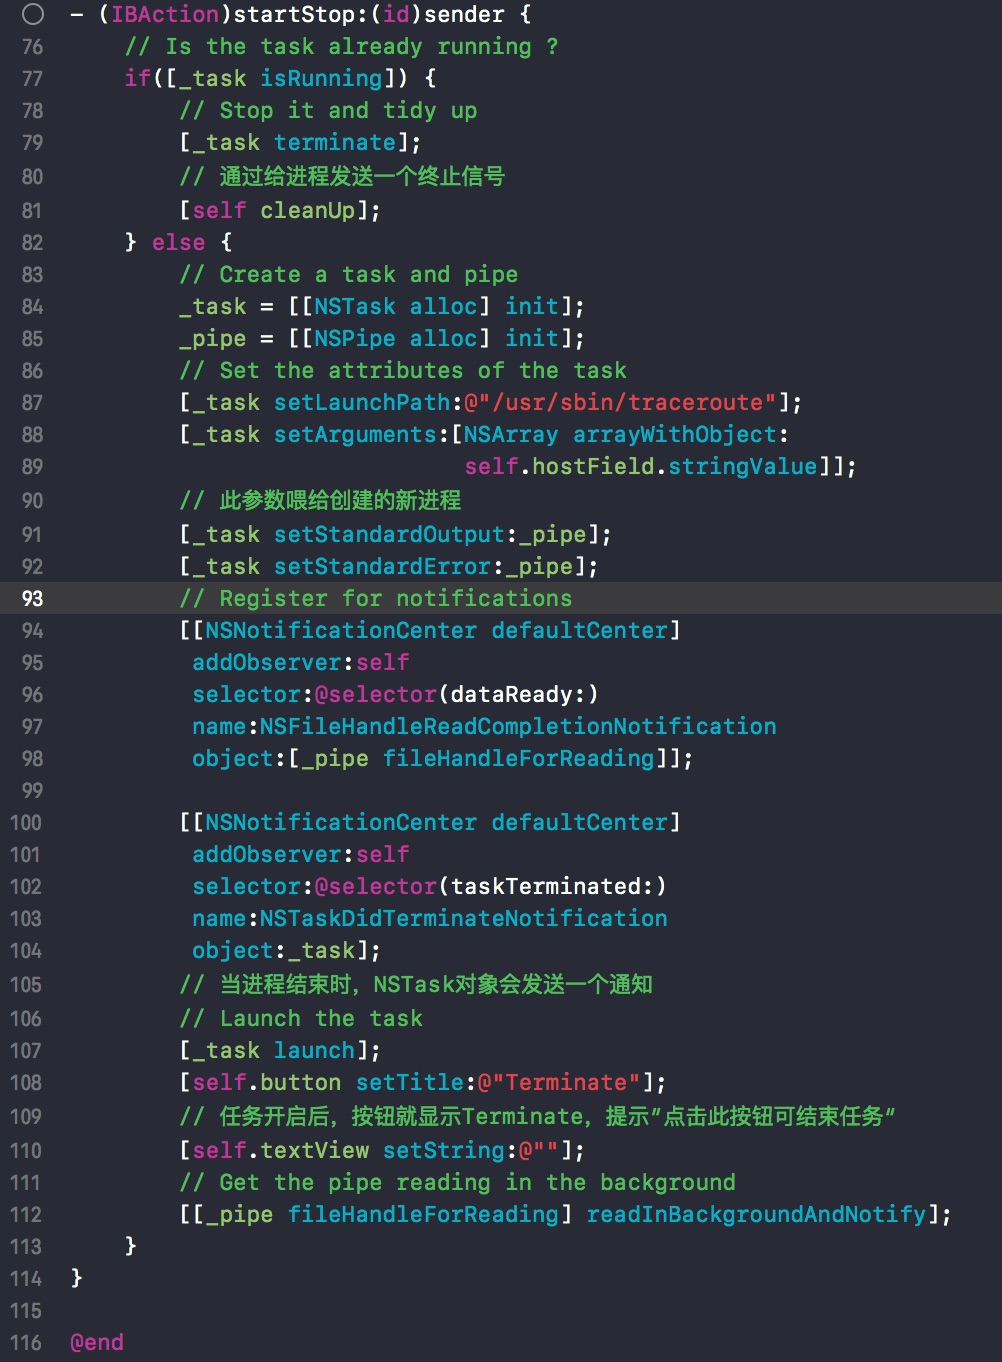 - (IBAction)startStop:(id)sender {
76 // Is the task already running ?
77 if([_task isRunning]) {
78 // Stop it and tidy up
79 [_task terminate];
80 // 通过给进程发送一个终止信号
81 [self cleanUp];
82 } else {
83 // Create a task and pipe
84 _task = [[NSTask alloc] init];
85 _pipe = [[NSPipe alloc] init];
86 // Set the attributes of the task
87 [_task setLaunchPath:@"/usr/sbin/traceroute"];
88 [_task setArguments:[NSArray arrayWithObject:
89 self.hostField.stringValue]];
90 // 此参数喂给创建的新进程
91 [_task setStandardOutput:_pipe];
92 [_task setStandardError:_pipe];
93 // Register for notifications
94 [[NSNotificationCenter defaultCenter]
95 addObserver:self
96 selector:@selector(dataReady:)
97 name:NSFileHandleReadCompletionNotification
98 object:[_pipe fileHandleForReading]];
99
100 [[NSNotificationCenter defaultCenter]
101 addObserver:self
102 selector:@selector(taskTerminated:)
103 name:NSTaskDidTerminateNotification
104 object:_task];
105 // 当进程结束时，NSTask对象会发送一个通知
106 // Launch the task
107 [_task launch];
108 [self.button setTitle:@"Terminate"];
109 // 任务开启后，按钮就显示Terminate，提示”点击此按钮可结束任务“
110 [self.textView setString:@""];
111 // Get the pipe reading in the background
112 [[_pipe fileHandleForReading] readInBackgroundAndNotify];
113 }
114 }
115
116 @end